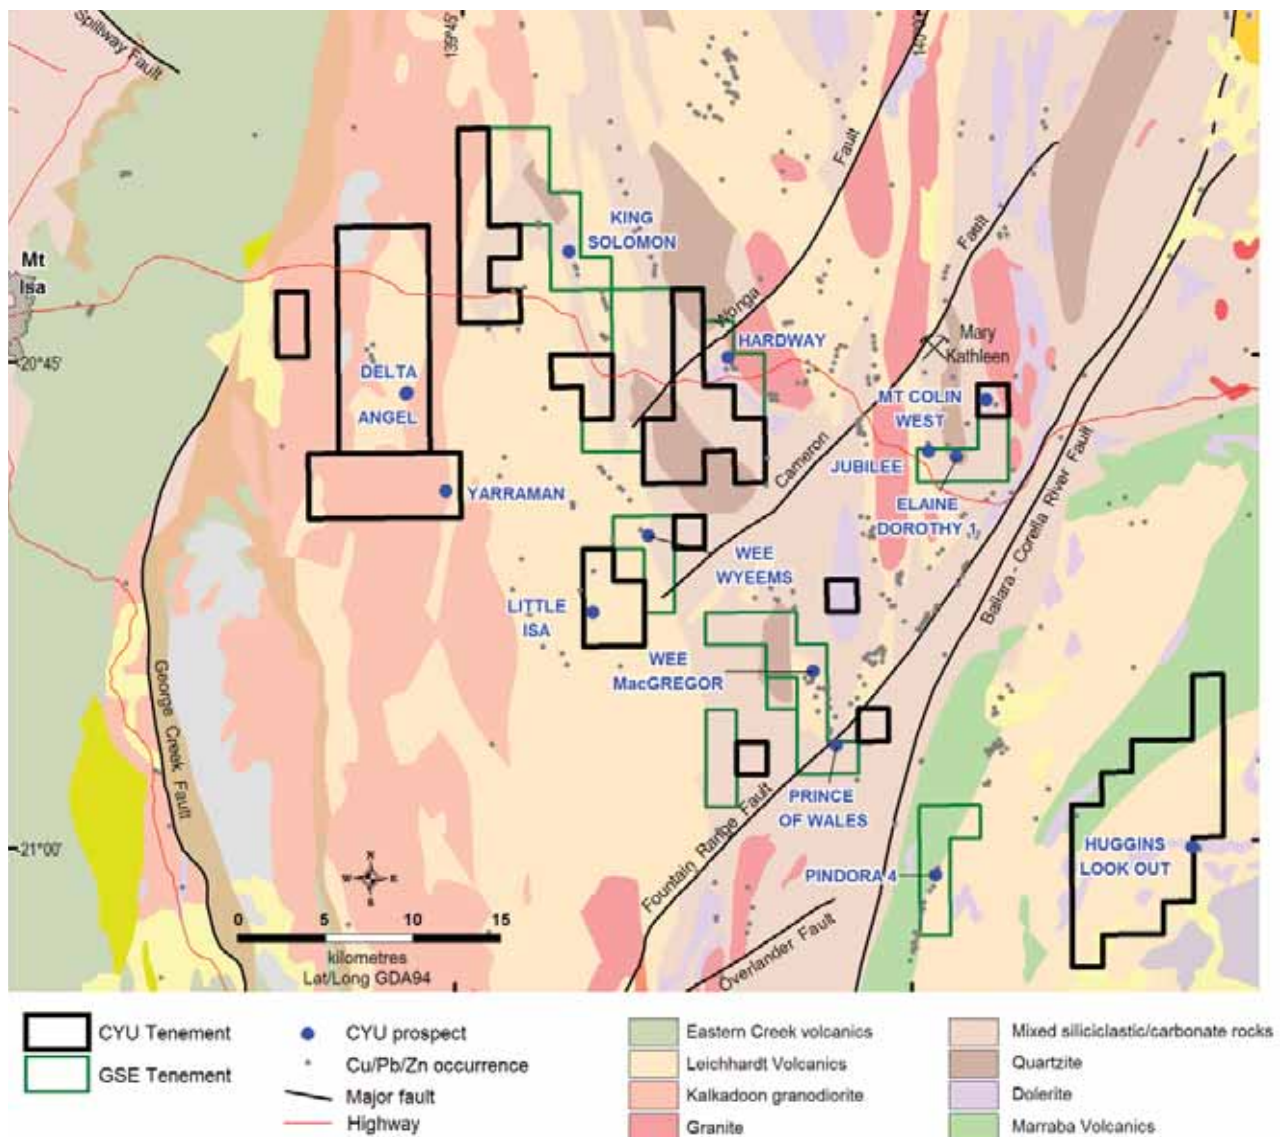 Spillway Fault
139°45'
140°00'
Fault
KING
SOLOMON
Mt
Isa
Fault
Wonga
HARDWAY
Mary
Kathleen
20°45'
DELTA
ANGEL
MT COLIN
WEST
Cameron
JUBILEE
YARRAMAN
ELAINE
DOROTHY 1
Ballara - Corella River Fault
WEE
WYEEMS
LITTLE
ISA
WEE
MacGREGOR
George Creek Fault
PRINCE
OF WALES
Fountain Range Fault
21°00'
HUGGINS
LOOK OUT
PINDORA 4
N
W
E
S
0 5 10 15
kilometres
Lat/Long GDA94
Overlander Fault
CYU Tenement
GSE Tenement
CYU prospect
Cu/Pb/Zn occurrence
Major fault
Highway
Eastern Creek volcanics
Leichhardt Volcanics
Kalkadoon granodiorite
Granite
Mixed siliciclastic/carbonate rocks
Quartzite
Dolerite
Marraba Volcanics